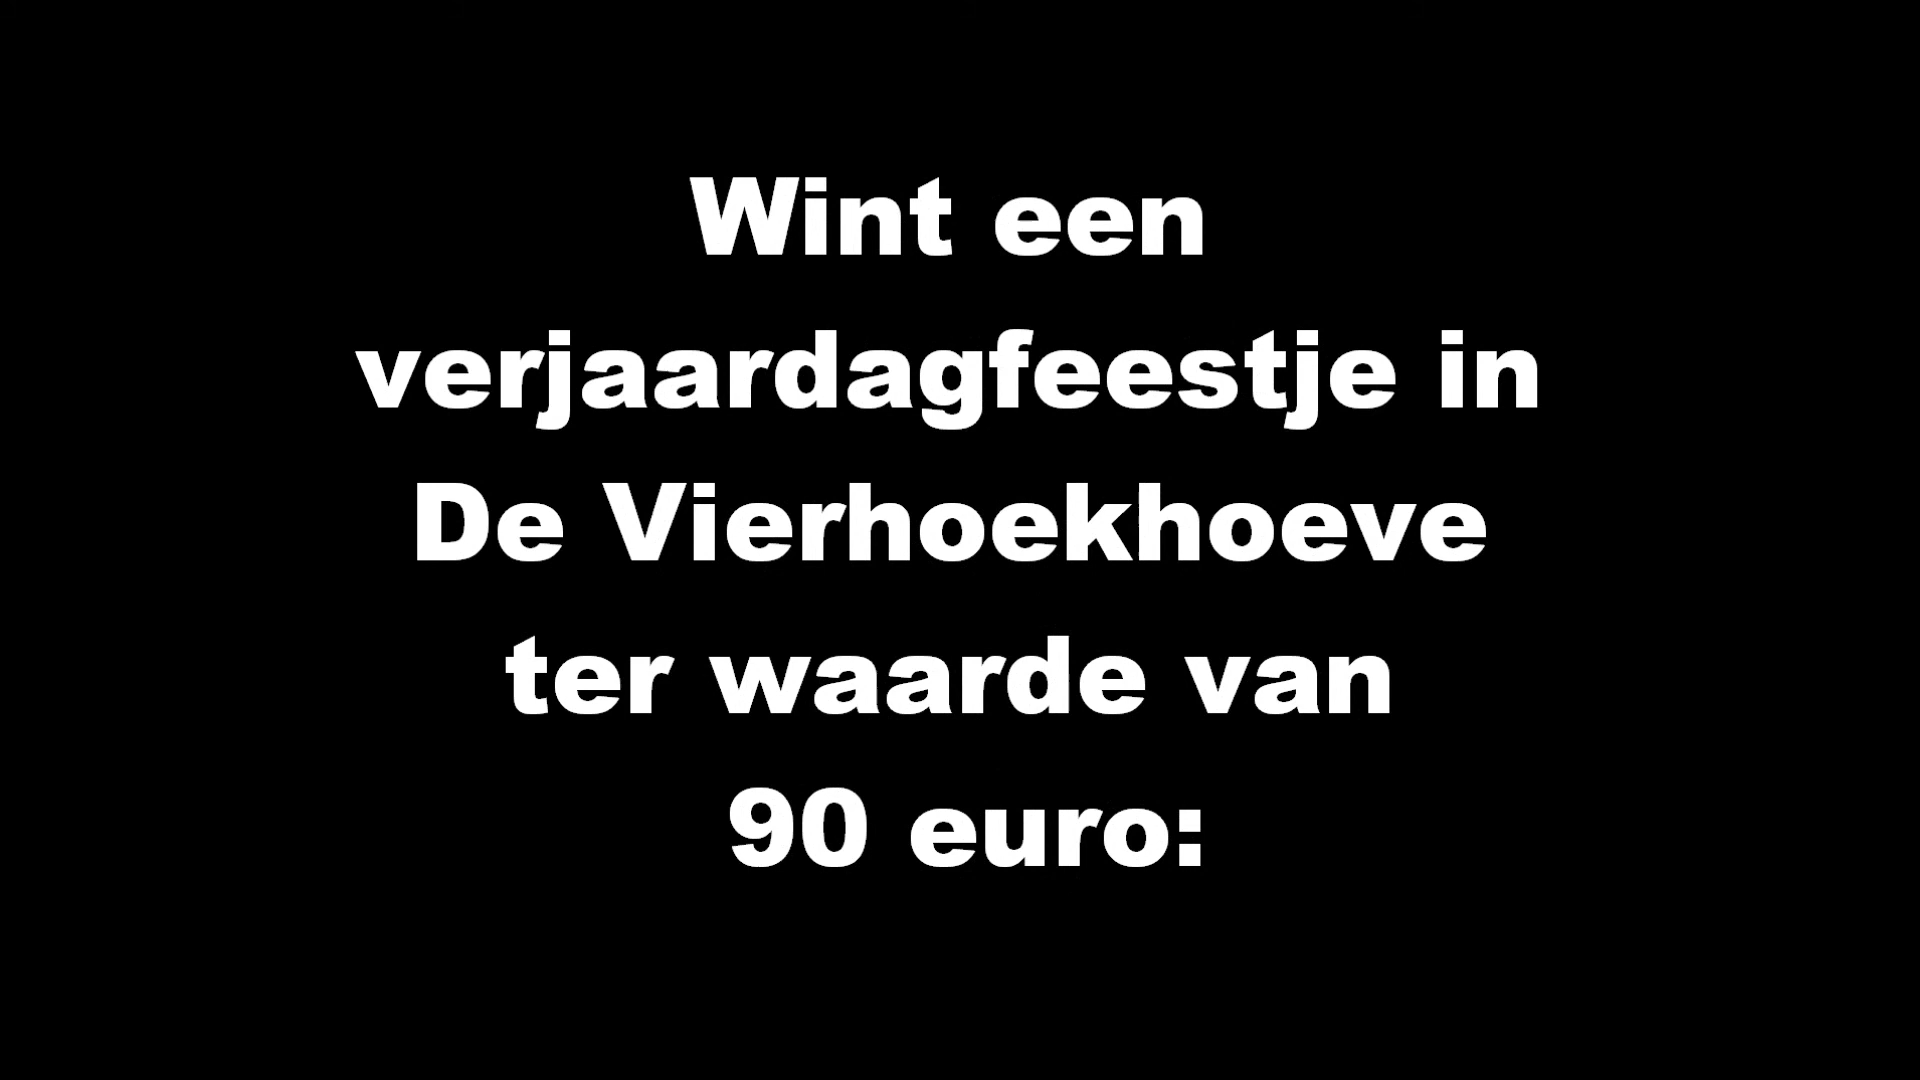 Wint een
verjaardagfeestje in
De Vierhoekhoeve
ter waarde van
90 euro: